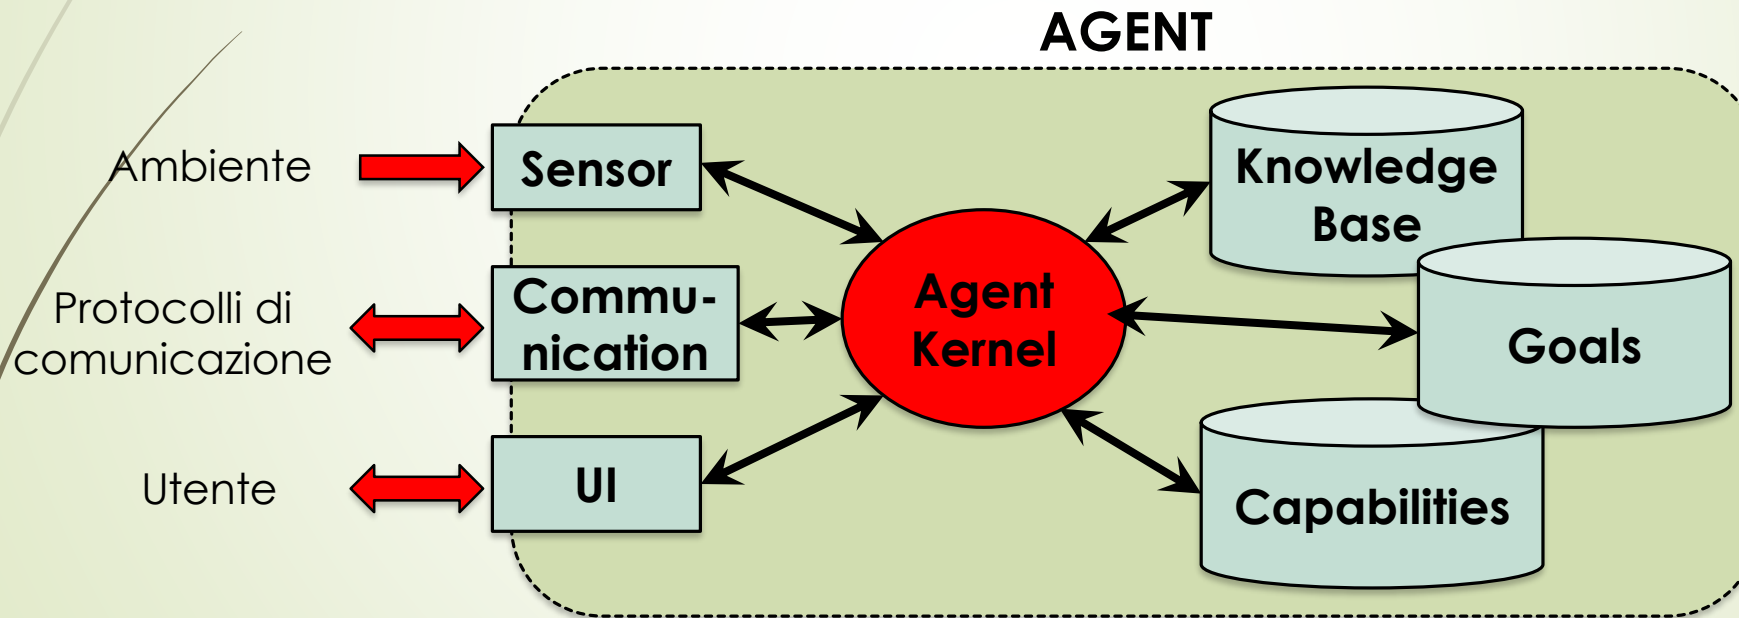 AGENT
Ambiente
Sensor
Knowledge
Base
Protocolli di
comunicazione
Commu-
nication
Agent
Kernel
Goals
Utente
UI
Capabilities